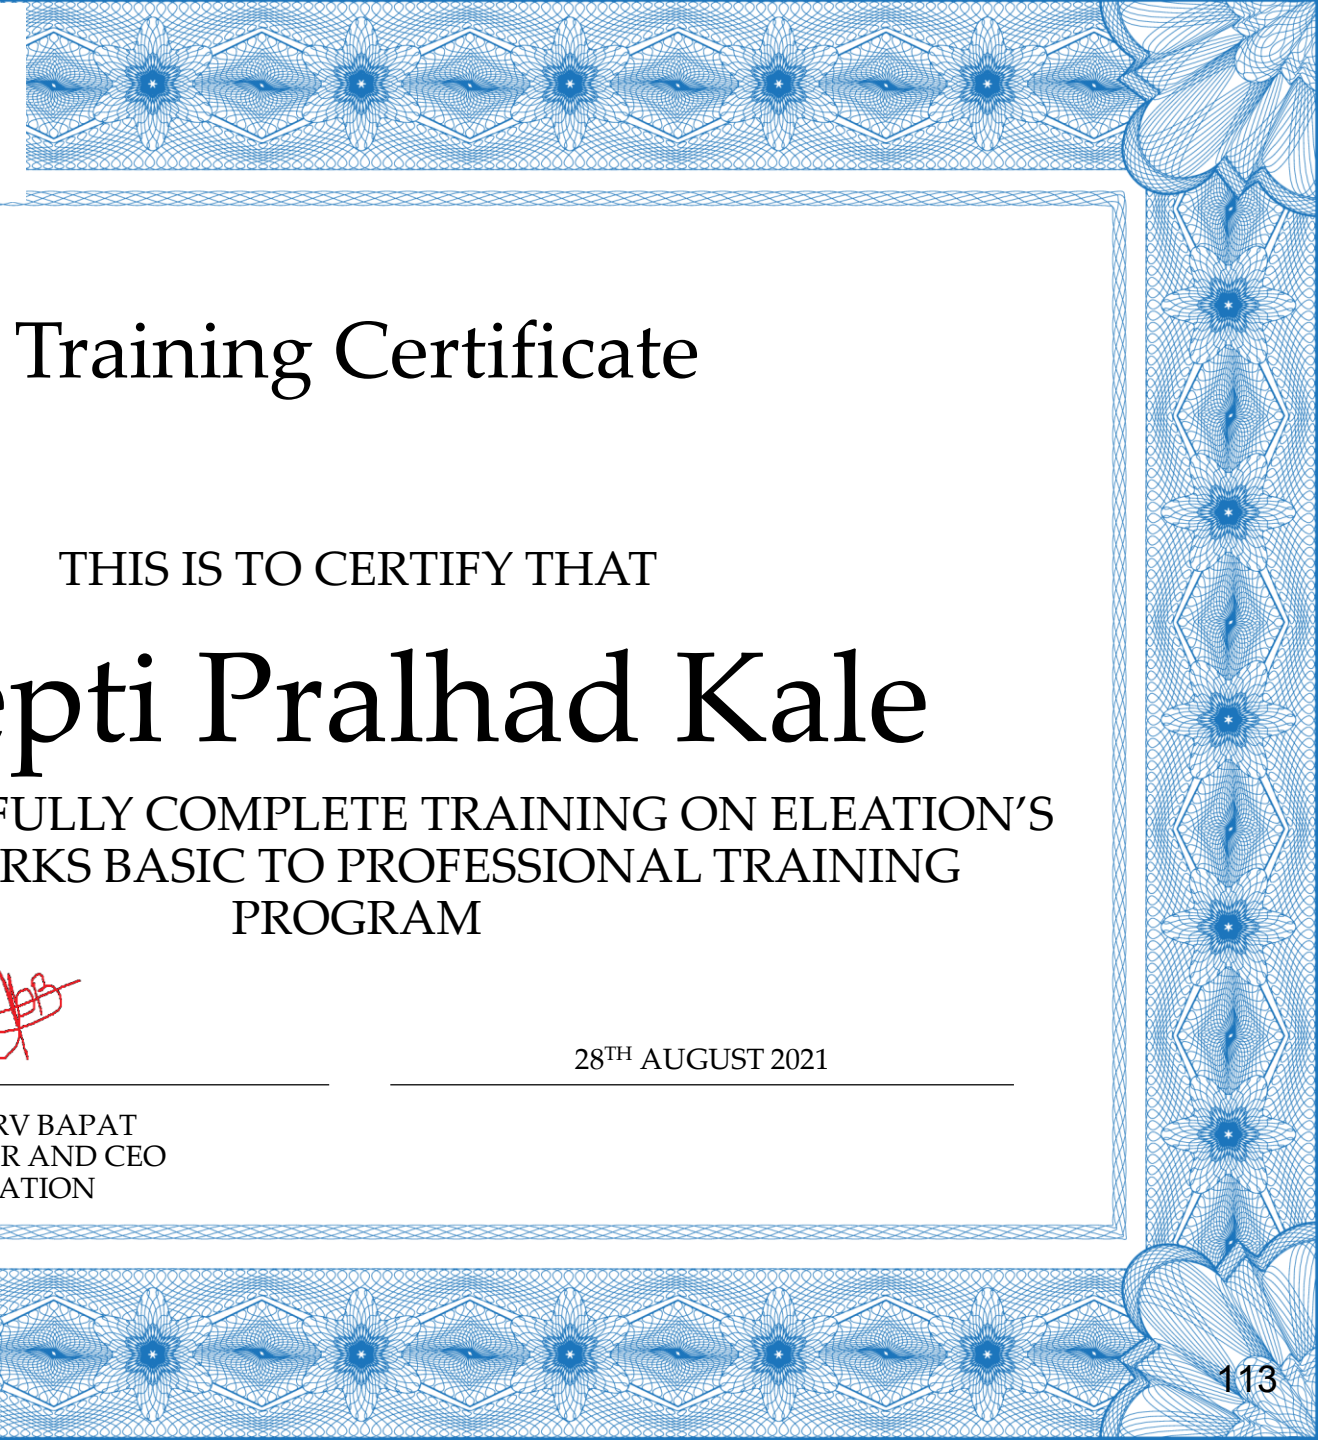 Training Certificate
THIS IS TO CERTIFY THAT
epti Pralhad Kale
FULLY COMPLETE TRAINING ON ELEATION’S
RKS BASIC TO PROFESSIONAL TRAINING
PROGRAM
28TH AUGUST 2021
RV BAPAT
R AND CEO
ATION
113